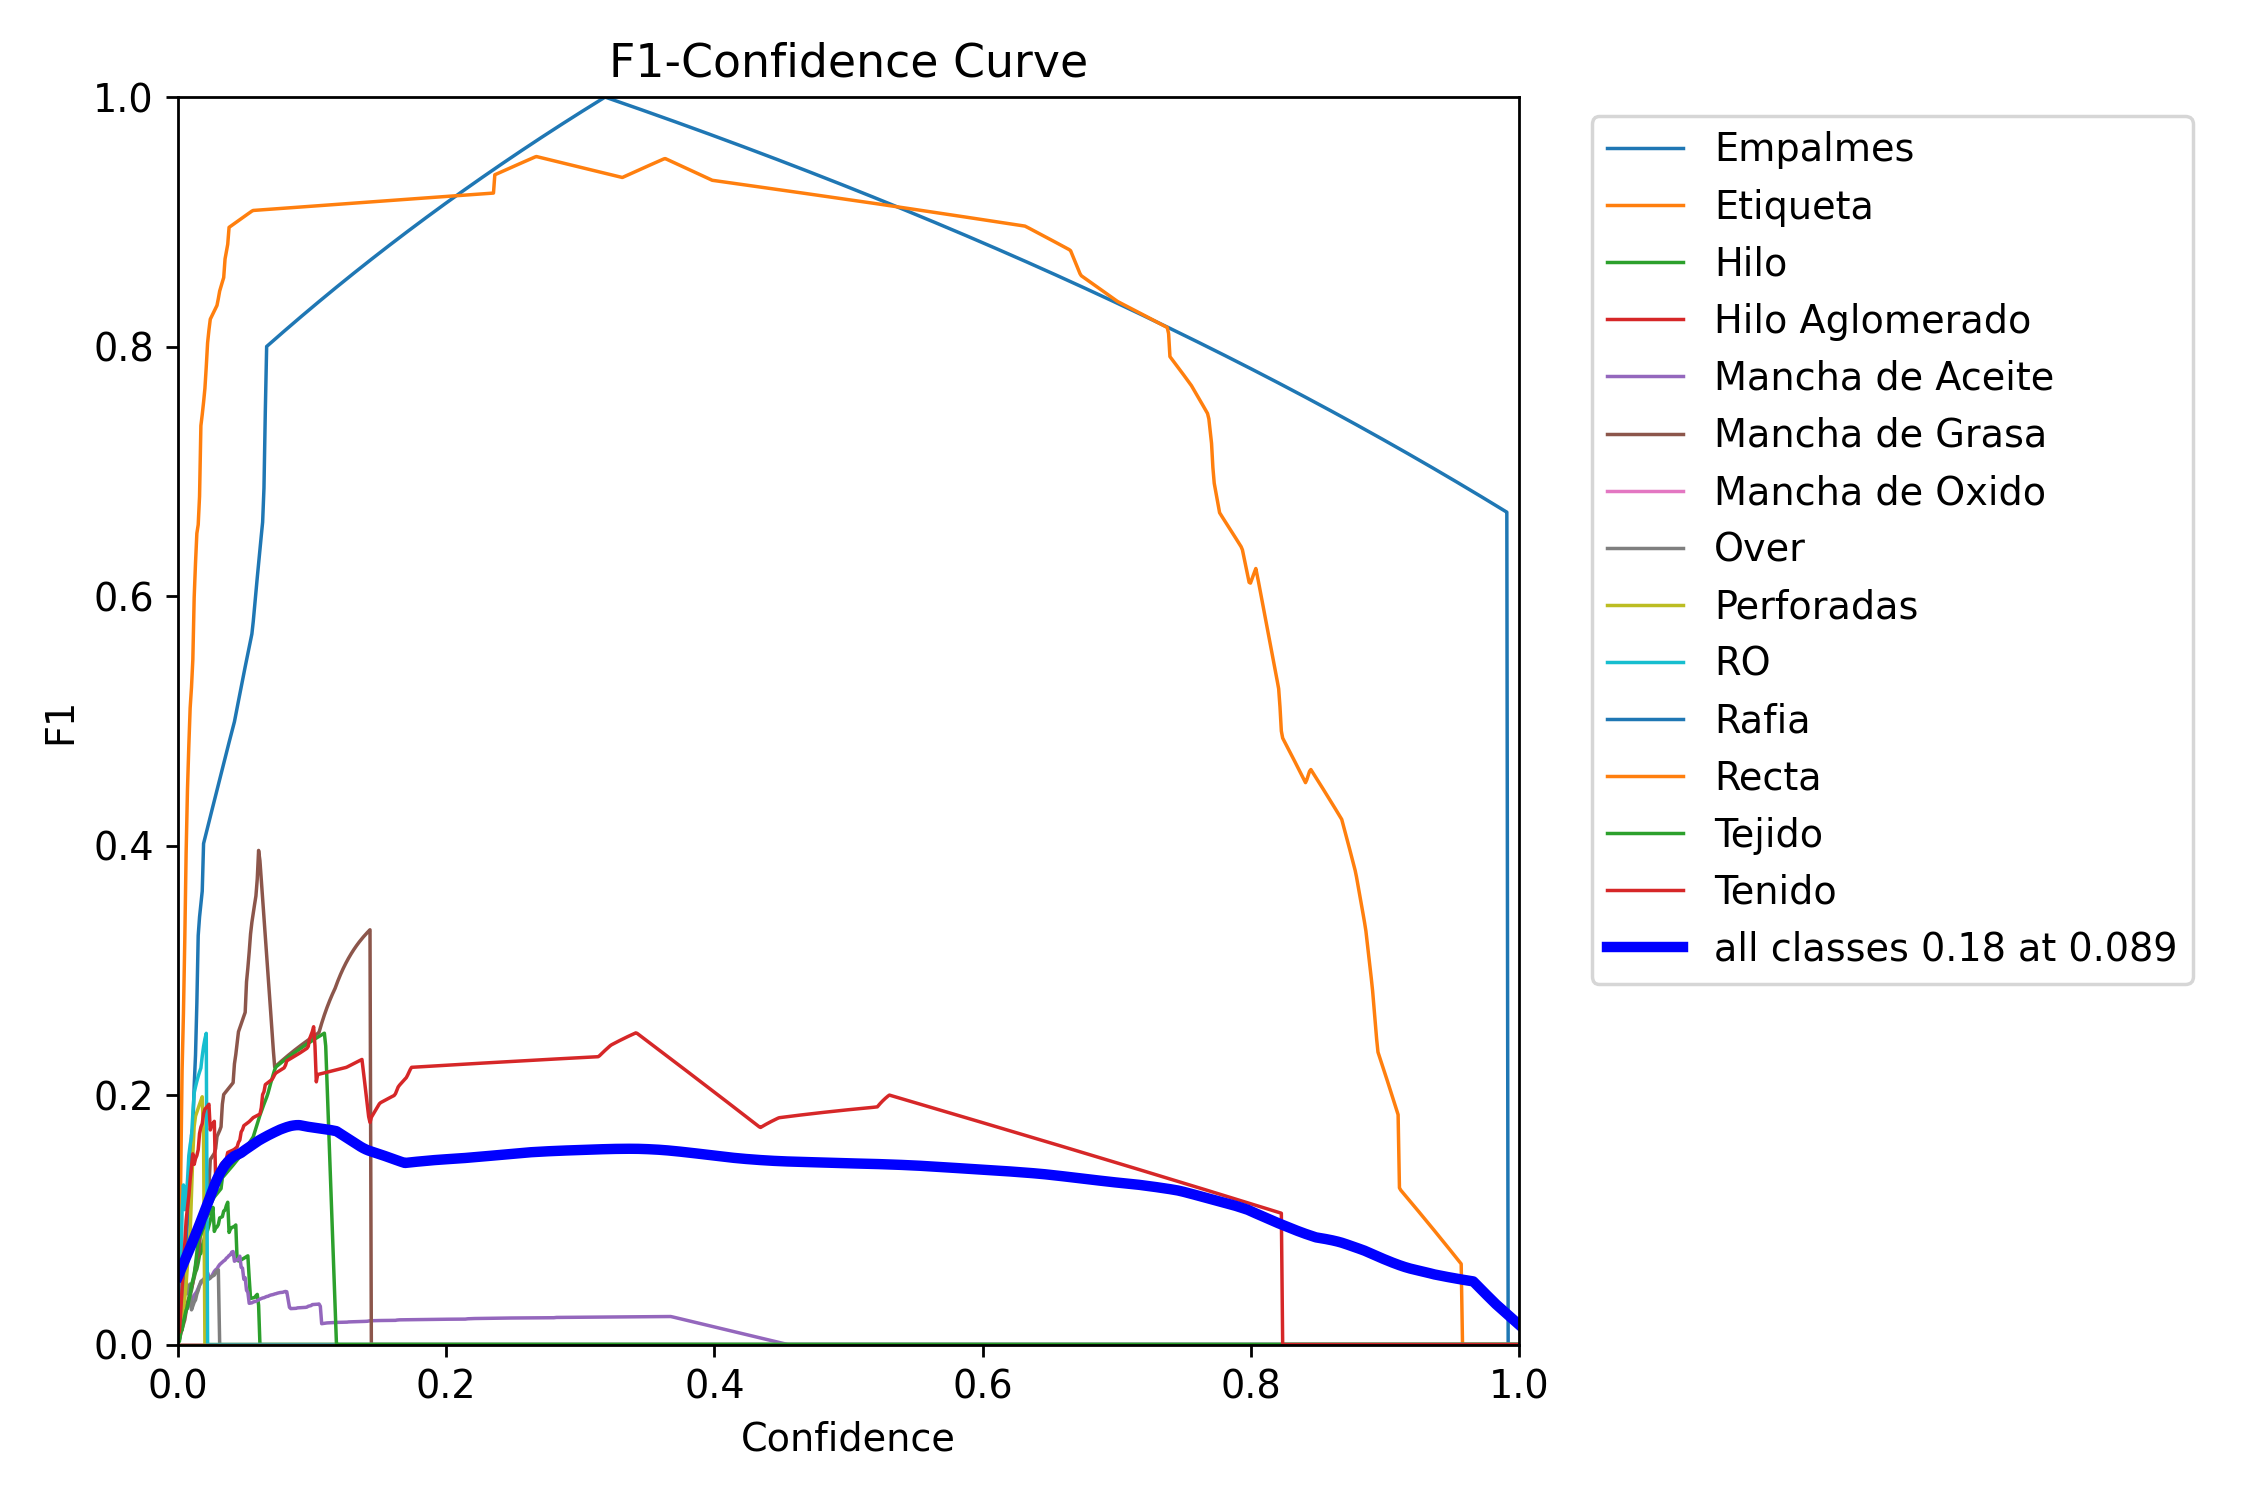 F1-Confidence Curve
1.0
0.8
0.6
0.4
0.2
0.0
F1
0.0 0.2 0.4 0.6 0.8 1.0
Confidence
Empalmes
Etiqueta
Hilo
Hilo Aglomerado
Mancha de Aceite
Mancha de Grasa
Mancha de Oxido
Over
Perforadas
RO
Rafia
Recta
Tejido
Tenido
all classes 0.18 at 0.089